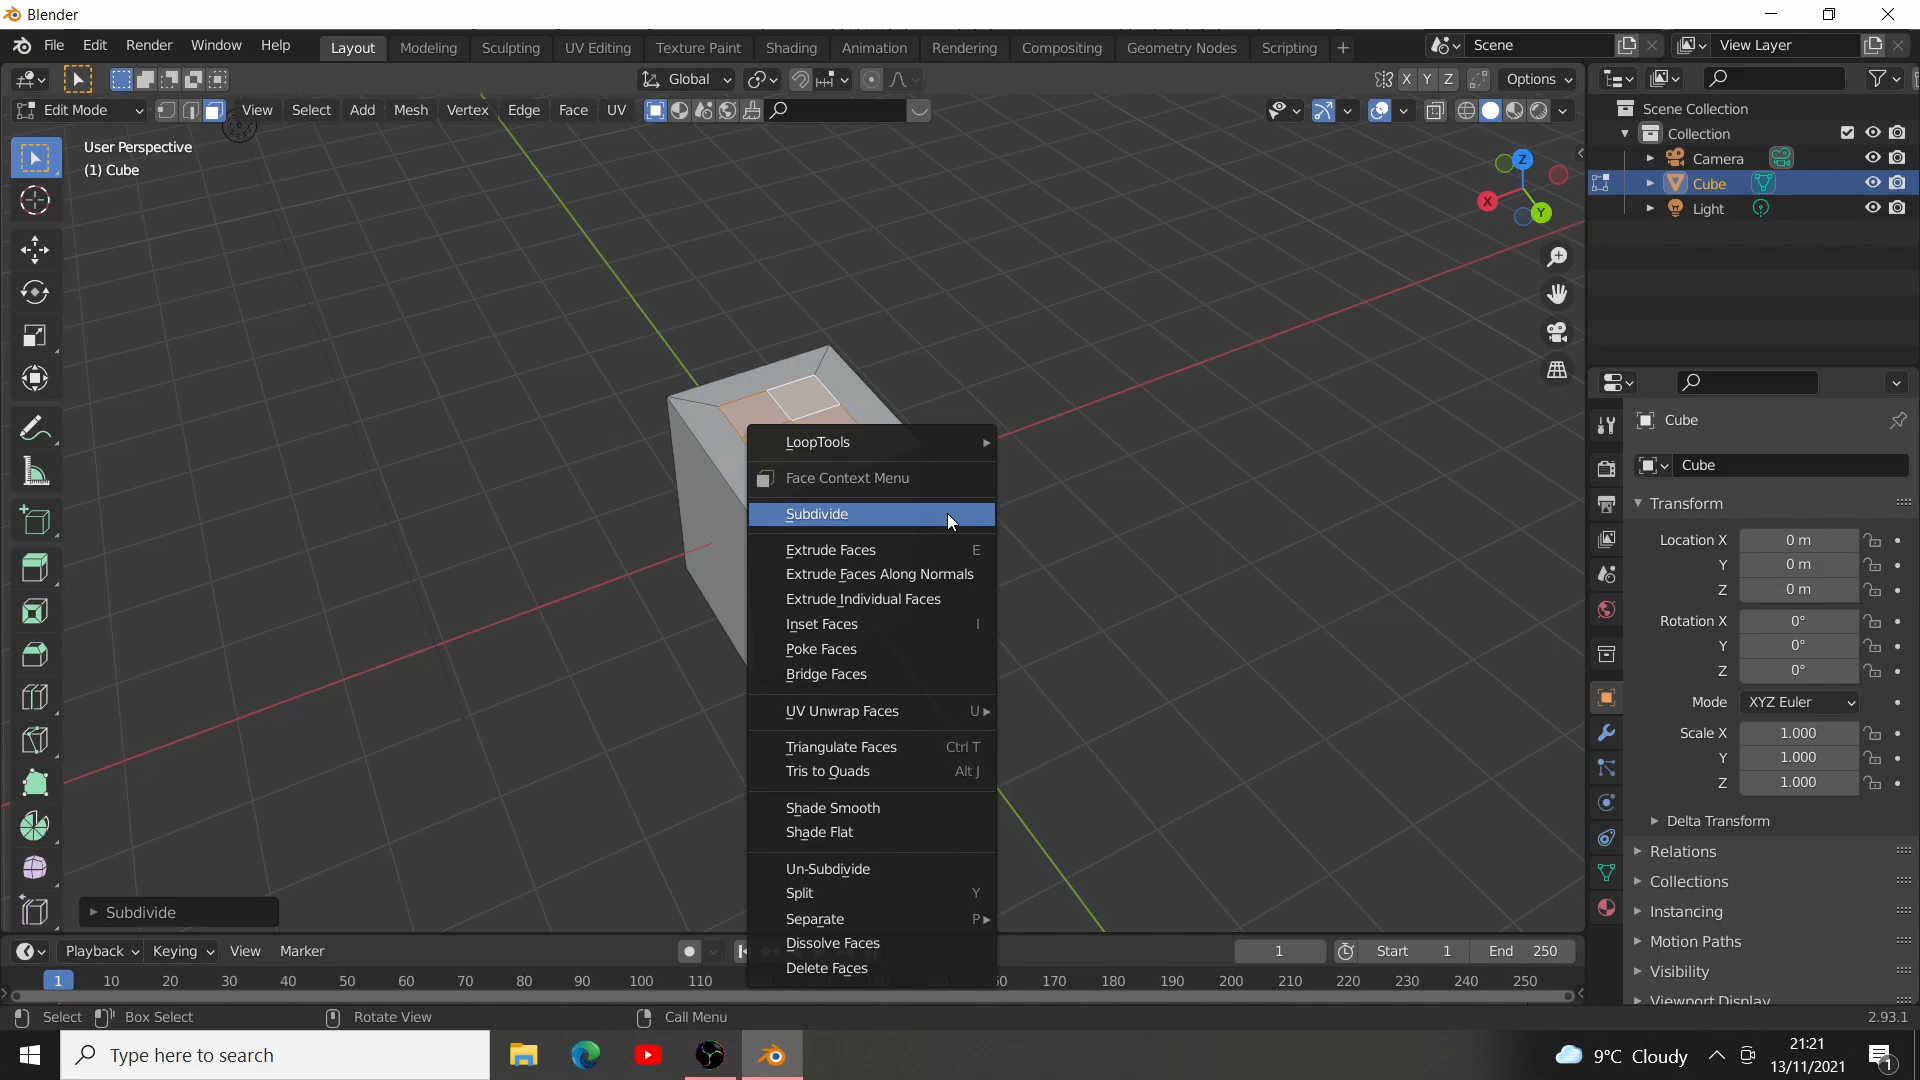 Blender
File Edit Render Window Help Layout Modeling Sculpting UV Editing Texture Paint Shading Animation Rendering Compositing Geometry Nodes Scripting + Scene View Layer
Global X Y Z Options
Edit Mode View Select Add Mesh Vertex Edge Face UV
User Perspective
(1) Cube
Z
X
Y
Scene Collection
Collection
Camera
Cube
Light
LoopTools
Face Context Menu
Subdivide
Extrude Faces E
Extrude Faces Along Normals
Extrude Individual Faces
Inset Faces I
Poke Faces
Bridge Faces
UV Unwrap Faces U
Triangulate Faces Ctrl T
Tris to Quads Alt J
Shade Smooth
Shade Flat
Un-Subdivide
Split Y
Separate P
Dissolve Faces
Delete Faces
Cube
Cube
Transform
Location X 0 m
Y 0 m
Z 0 m
Rotation X 0°
Y 0°
Z 0°
Mode XYZ Euler
Scale X 1.000
Y 1.000
Z 1.000
Delta Transform
Relations
Collections
Instancing
Motion Paths
Visibility
Viewport Display
Subdivide
Playback Keying View Marker 1 Start 1 End 250
1 10 20 30 40 50 60 70 80 90 100 110 170 180 190 200 210 220 230 240 250
Select Box Select Rotate View Call Menu 2.93.1
Type here to search 9°C Cloudy 21:21
13/11/2021 1